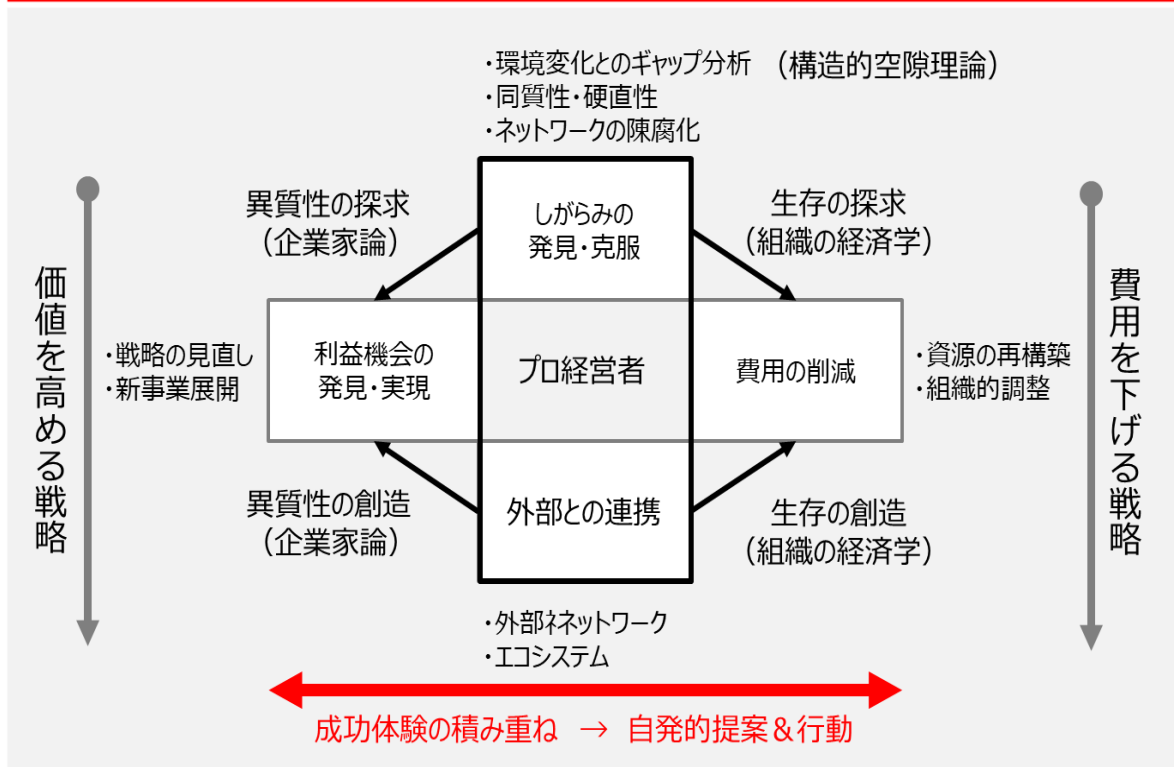 ・環境変化とのギャップ分析 （構造的空隙理論）
・同質性・硬直性
・ネットワークの陳腐化
異質性の探求
（企業家論）
しがらみの
発見・克服
生存の探求
（組織の経済学）
価値を高める戦略
・戦略の見直し
・新事業展開
利益機会の
発見・実現
プロ経営者
費用の削減
・資源の再構築
・組織的調整
費用を下げる戦略
異質性の創造
（企業家論）
外部との連携
生存の創造
（組織の経済学）
・外部ネネットワーク
・エコシステム
成功体験の積み重ね → 自発的提案＆行動